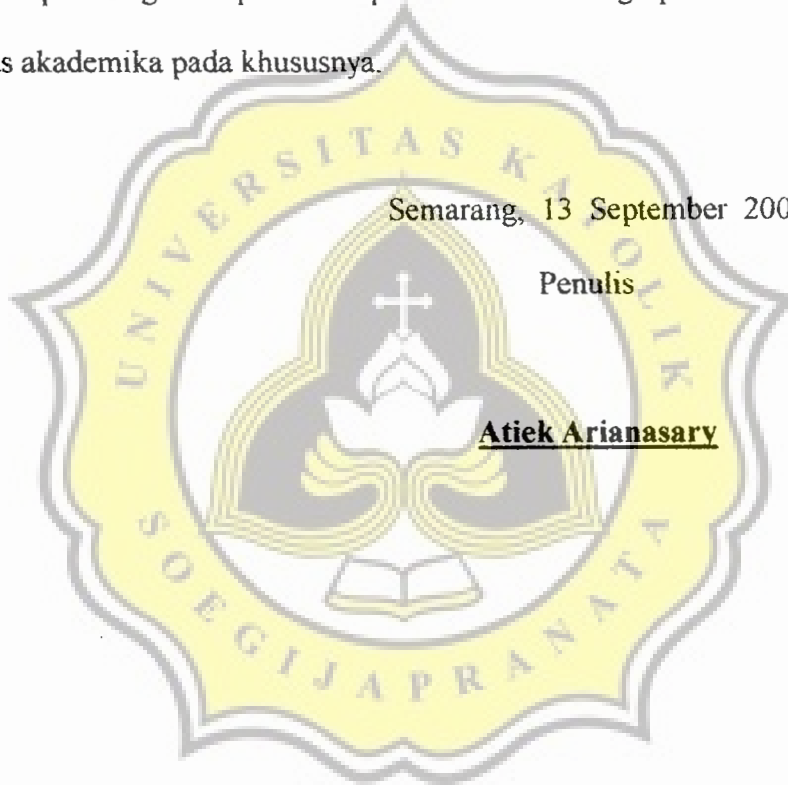 akademika pada khususnya.
Semarang, 13 September 200
Penulis
Atiek Arianasary
UNIVERSITAS KATOLIK
SOEGIJAPRANATA